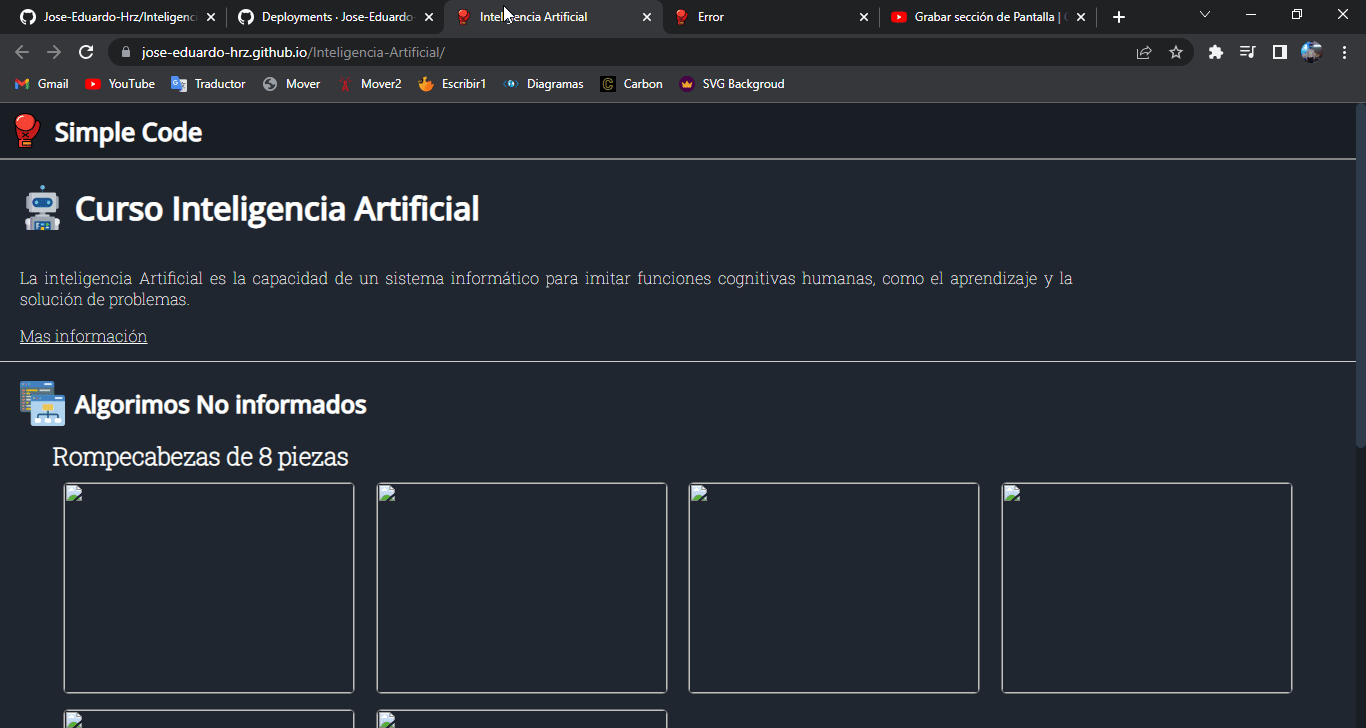 Jose-Eduardo-Hrz/Inteligenci
Deployments · Jose-Eduardo-
Inteligencia Artificial
Error
Grabar sección de Pantalla |
jose-eduardo-hrz.github.io/Inteligencia-Artificial/
Gmail
YouTube
Traductor
Mover
Mover2
Escribir1
Diagramas
Carbon
SVG Backgroud
Simple Code
Curso Inteligencia Artificial
La inteligencia Artificial es la capacidad de un sistema informático para imitar funciones cognitivas humanas, como el aprendizaje y la
solución de problemas.
Mas información
Algorimos No informados
Rompecabezas de 8 piezas